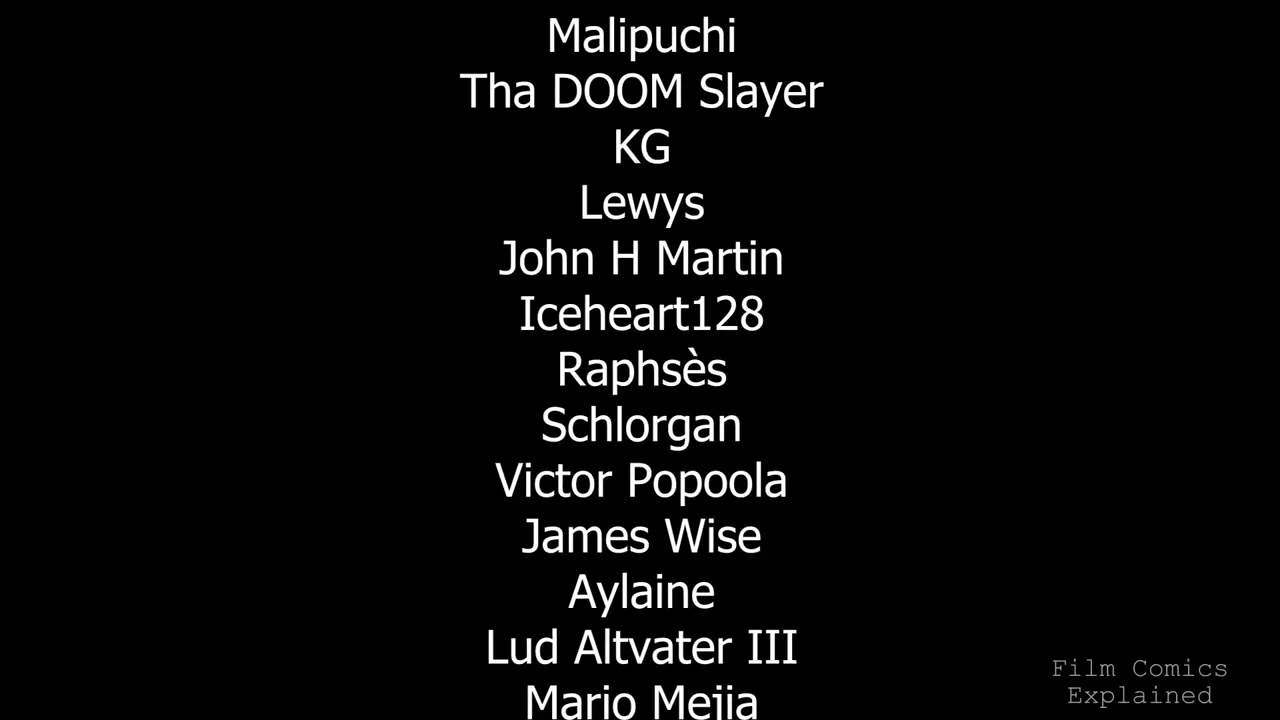 Malipuchi
Tha DOOM Slayer
KG
Lewys
John H Martin
Iceheart128
Raphsès
Schlorgan
Victor Popoola
James Wise
Aylaine
Lud Altvater III
Mario Mejia
Film Comics
Explained